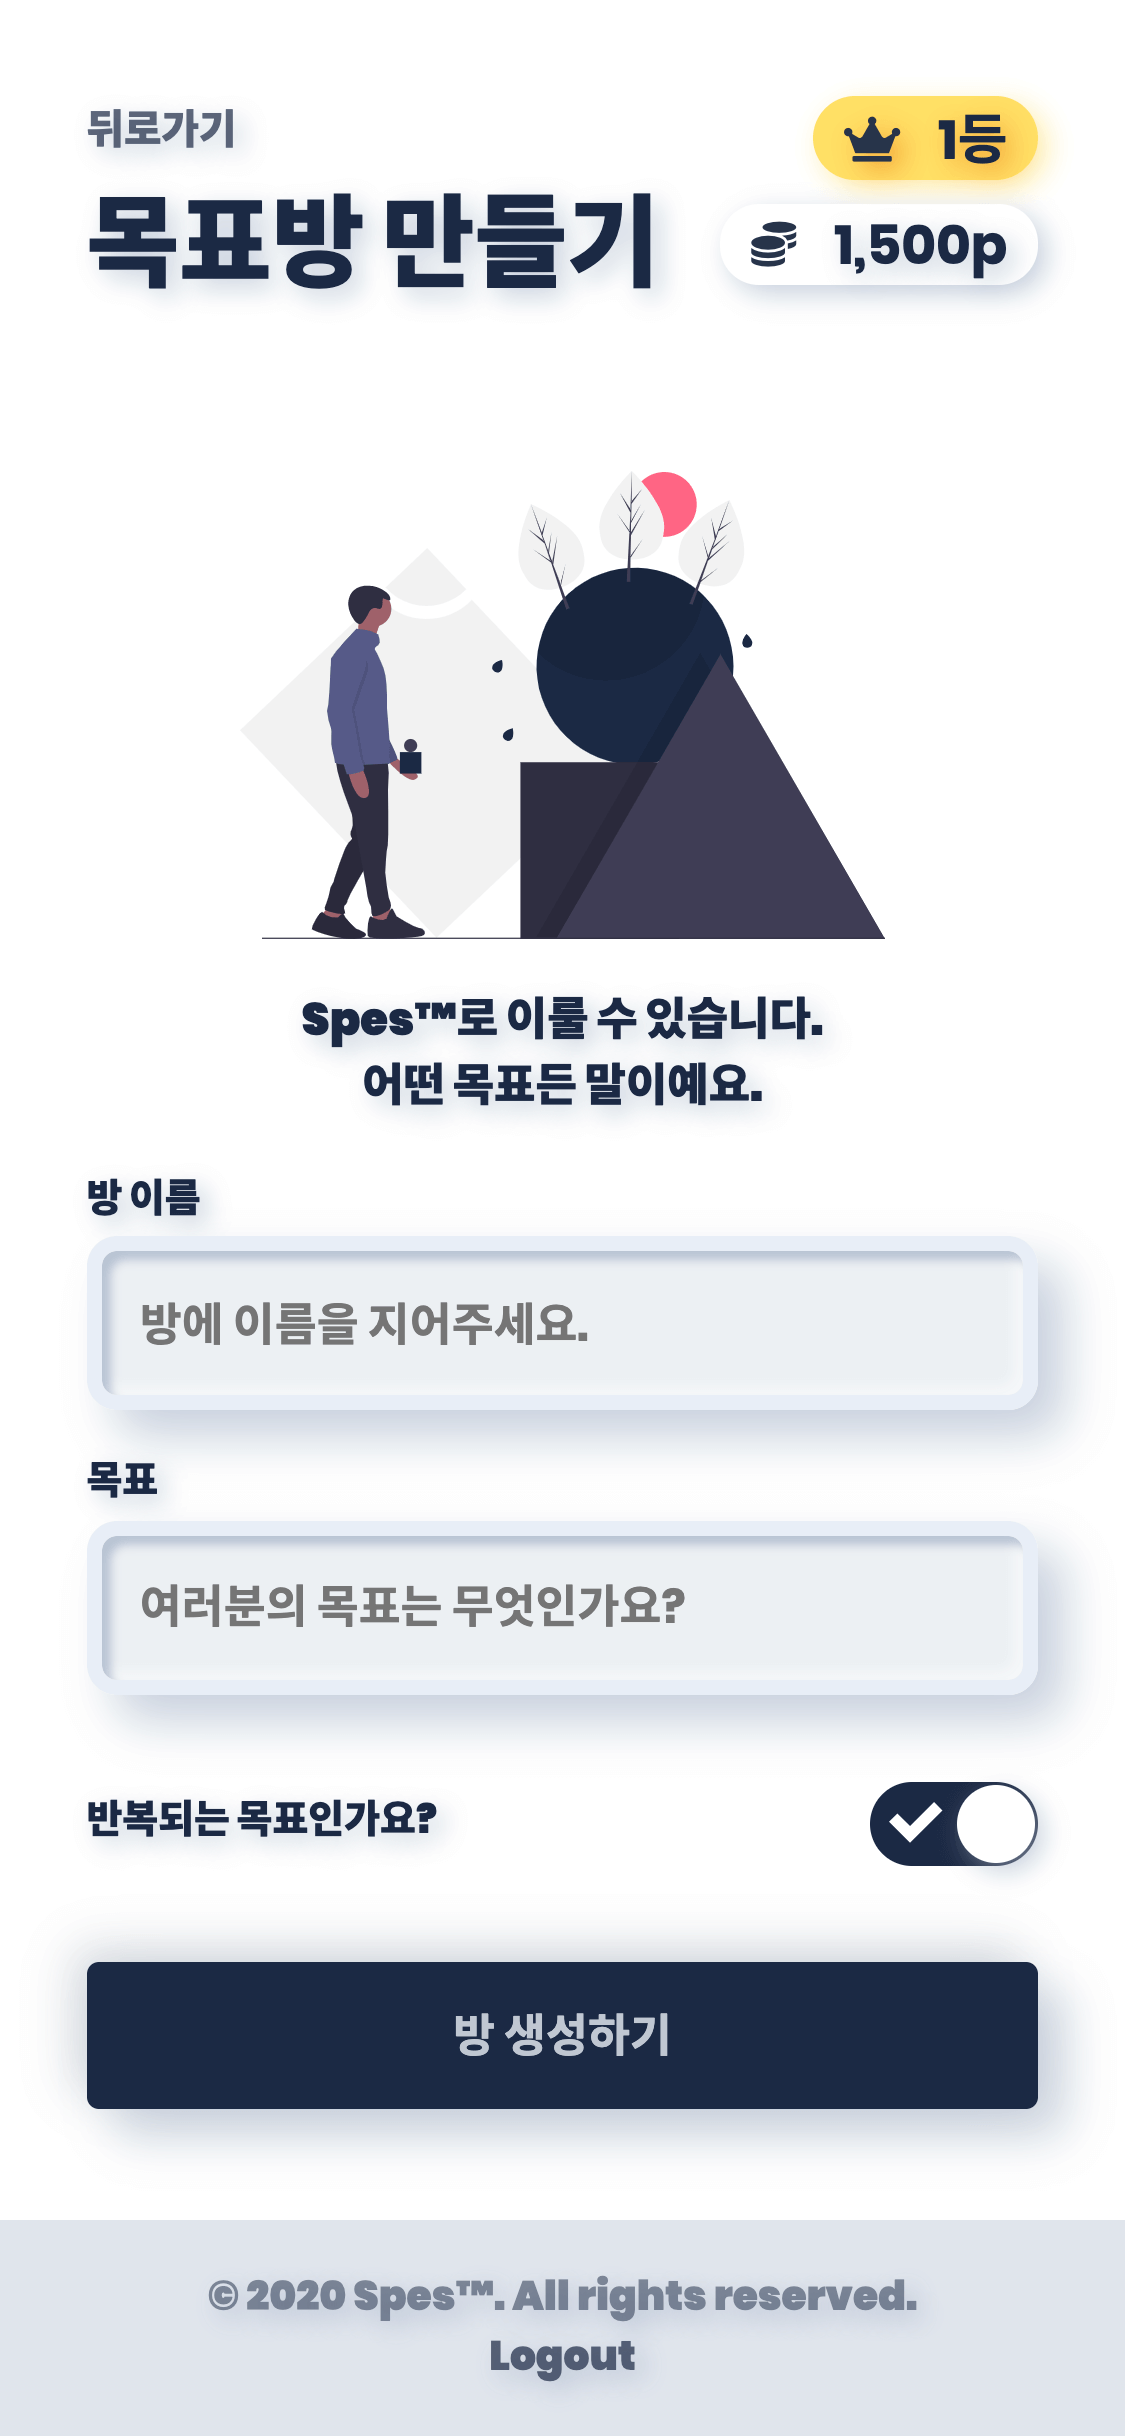 뒤로가기
1등
목표방 만들기
1,500p
Spes™로 이룰 수 있습니다.
어떤 목표든 말이예요.
방 이름
방에 이름을 지어주세요.
목표
여러분의 목표는 무엇인가요?
반복되는 목표인가요?
방 생성하기
© 2020 Spes™. All rights reserved.
Logout